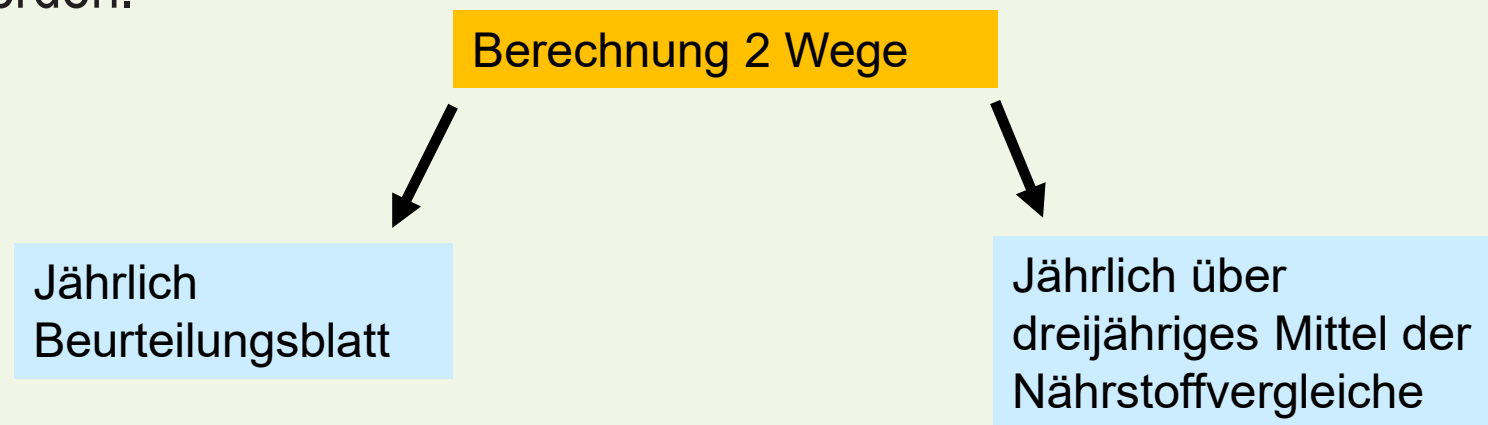 Berechnung 2 Wege
Jährlich
Beurteilungsblatt
Jährlich über
dreijähriges Mittel der
Nährstoffvergleiche